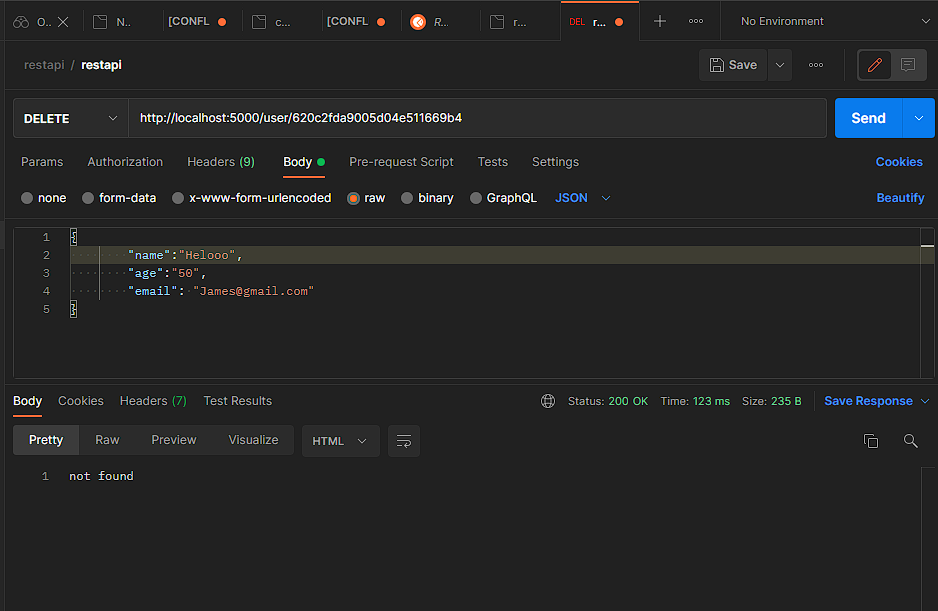 O.. N.. [CONFL c... [CONFL R... r... DEL r... No Environment
restapi / restapi Save
DELETE http://localhost:5000/user/620c2fda9005d04e511669b4 Send
Params Authorization Headers (9) Body Pre-request Script Tests Settings Cookies
none form-data x-www-form-urlencoded raw binary GraphQL JSON Beautify
1 {
2 "name":"Helooo",
3 "age":"50",
4 "email": "James@gmail.com"
5 }
Body Cookies Headers (7) Test Results Status: 200 OK Time: 123 ms Size: 235 B Save Response
Pretty Raw Preview Visualize HTML
1 not found